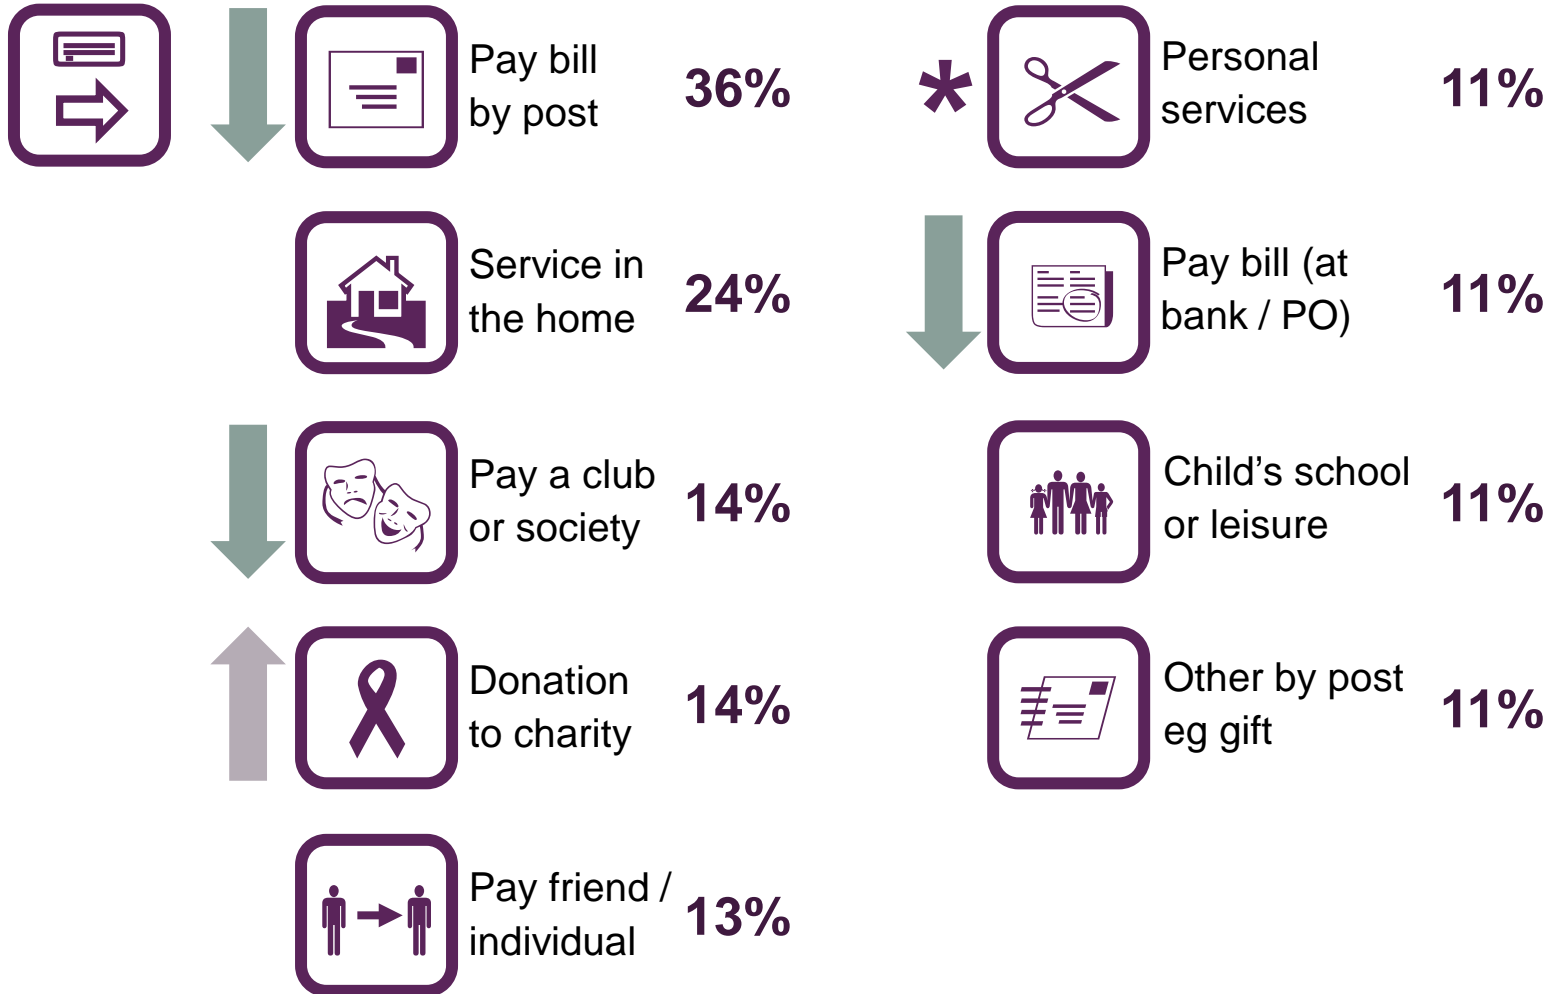 Pay bill
by post
36%
Service in
the home
24%
Pay a club
or society
14%
Donation
to charity
14%
Pay friend /
individual
13%
*
Personal
services
11%
Pay bill (at
bank / PO)
11%
Child's school
or leisure
11%
Other by post
eg gift
11%